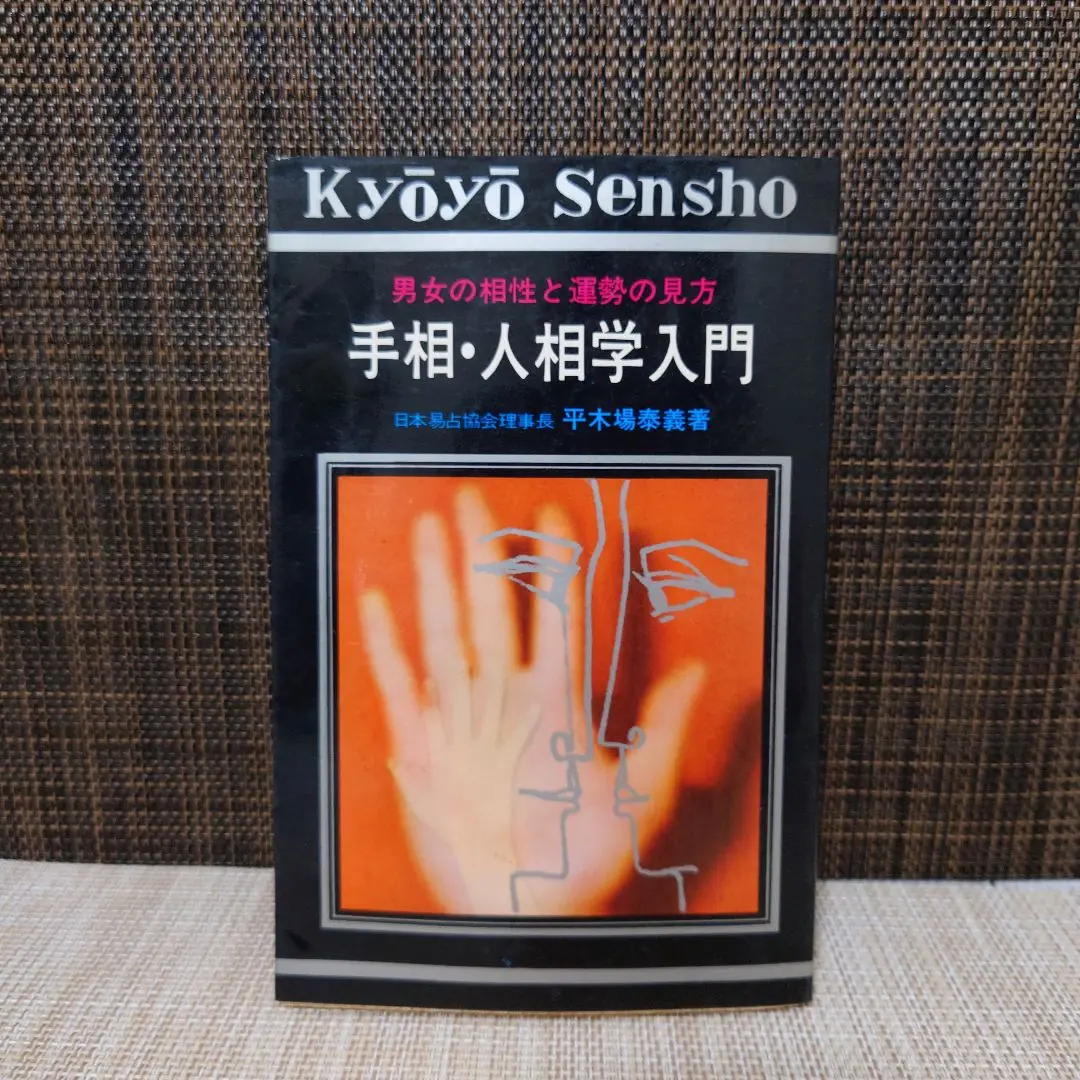 Kyōyō Sensho
男女の相性と運勢の見方
手相・人相学入門
日本易占協会理事長 平木場泰義著